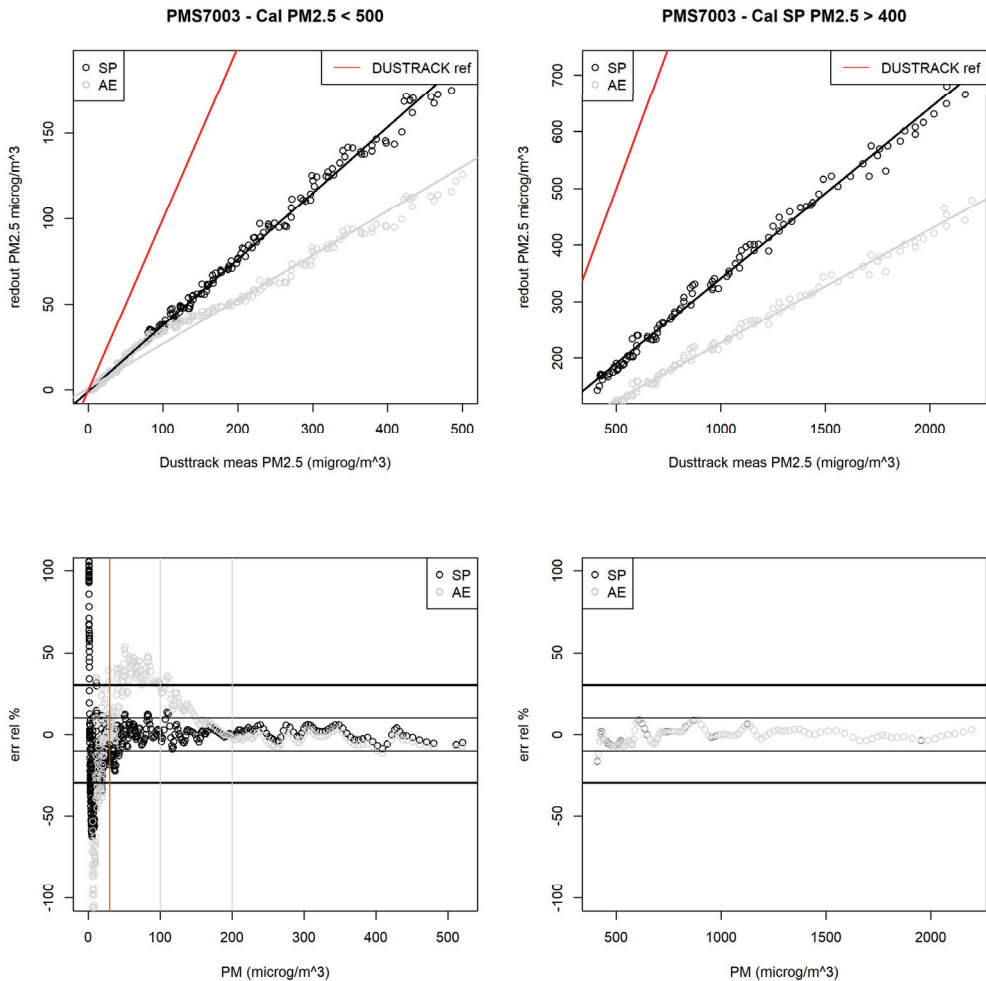 PMS7003 - Cal PM2.5 < 500
SP
AE
DUSTRACK ref
redout PM2.5 microg/m^3
150
100
50
0
0 100 200 300 400 500
Dusttrack meas PM2.5 (migrog/m^3)
PMS7003 - Cal SP PM2.5 > 400
SP
AE
DUSTRACK ref
redout PM2.5 microg/m^3
700
600
500
400
300
200
500 1000 1500 2000
Dusttrack meas PM2.5 (migrog/m^3)
SP
AE
err rel %
100
50
0
-50
-100
0 100 200 300 400 500
PM (microg/m^3)
SP
AE
err rel %
100
50
0
-50
-100
500 1000 1500 2000
PM (microg/m^3)